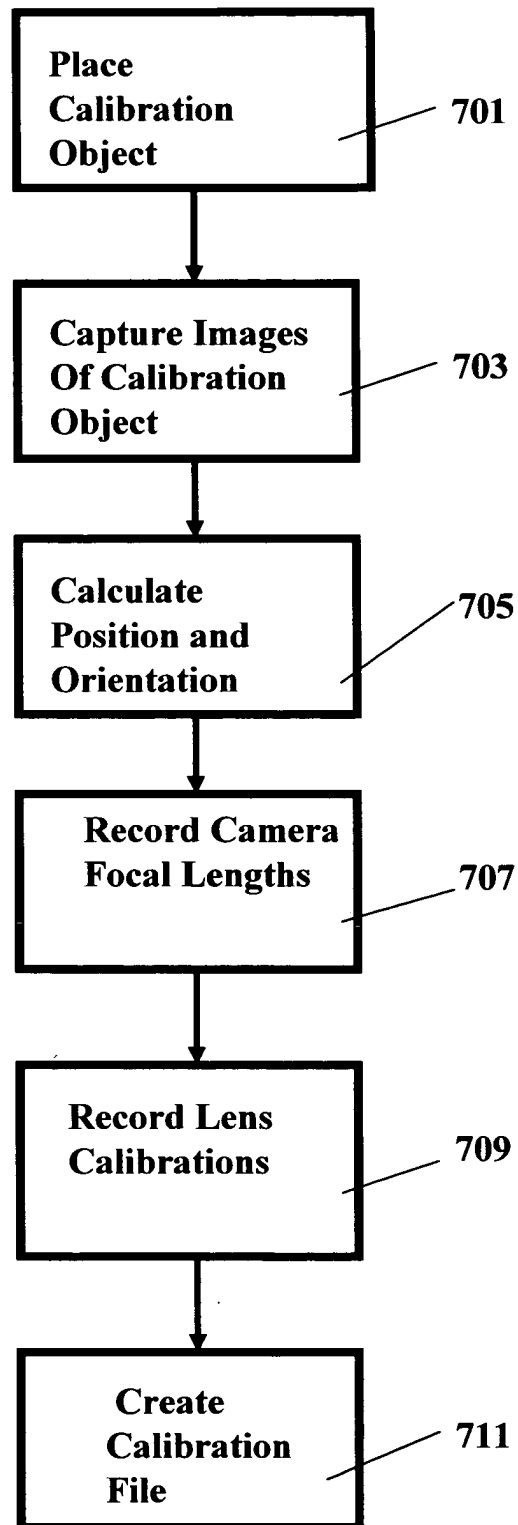 Place
Calibration
Object
701
Capture Images
Of Calibration
Object
703
Calculate
Position and
Orientation
705
Record Camera
Focal Lengths
707
Record Lens
Calibrations
709
Create
Calibration
File
711